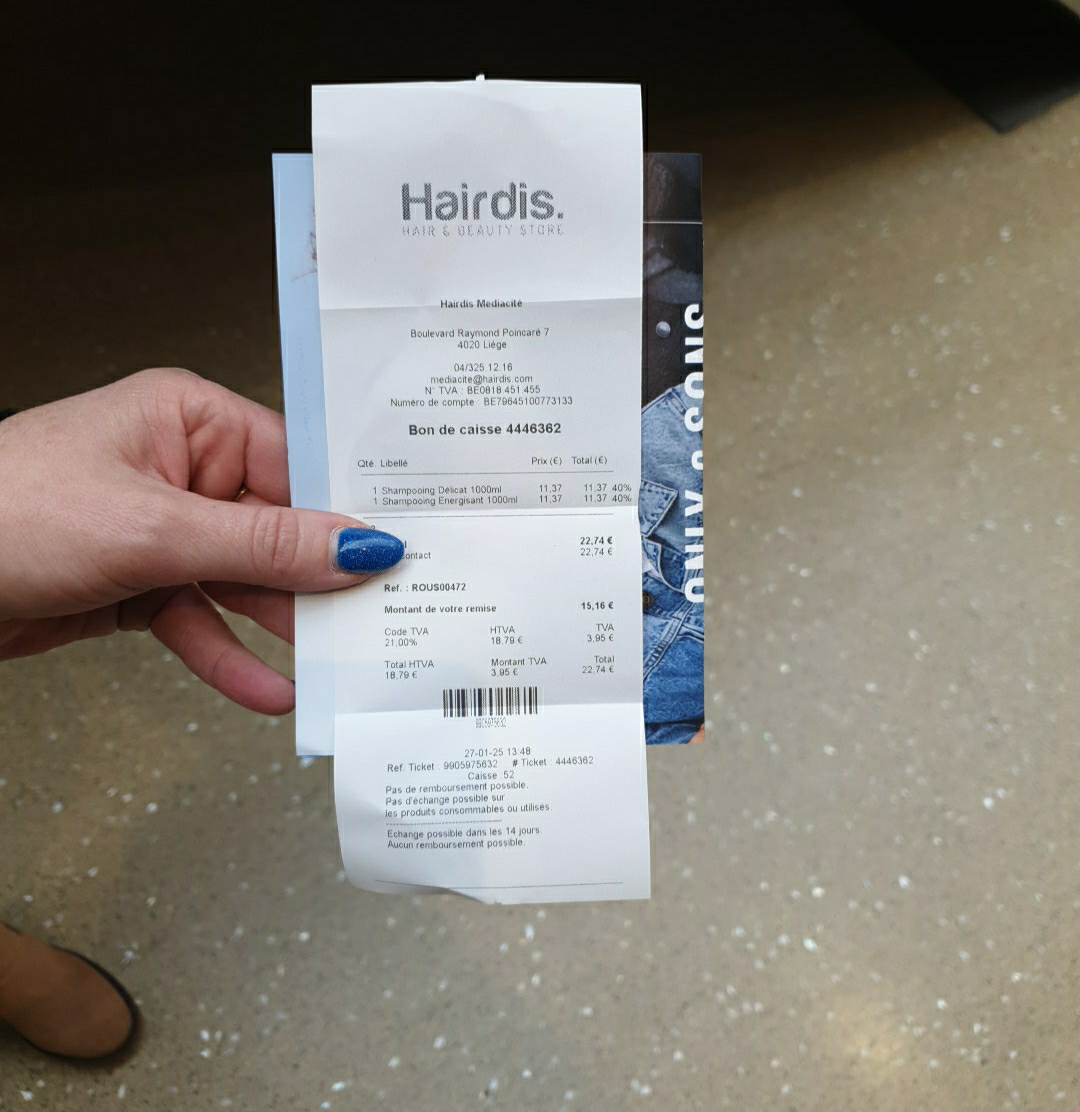 Hairdis.
HAIR & BEAUTY STORE
Hairdis Mediacité
Boulevard Raymond Poincaré 7
4020 Liège
04/325.12.16
mediacite@hairdis.com
N° TVA : BE0818.451.455
Numéro de compte : BE79645100773133
Bon de caisse 4446362
Qté. Libellé Prix (€) Total (€)
1 Shampooing Délicat 1000ml 11,37 11,37 40%
1 Shampooing Energisant 1000ml 11,37 11,37 40%
22,74 €
ontact 22,74 €
Ref. : ROUS00472
Montant de votre remise 15,16 €
Code TVA HTVA TVA
21,00% 18,79 € 3,95 €
Total HTVA Montant TVA Total
18,79 € 3,95 € 22,74 €
27-01-25 13:48
Ref. Ticket : 9905975632 # Ticket : 4446362
Caisse :52
Pas de remboursement possible.
Pas d'échange possible sur
les produits consommables ou utilisés.
Echange possible dans les 14 jours.
Aucun remboursement possible.
ONLY & SONS